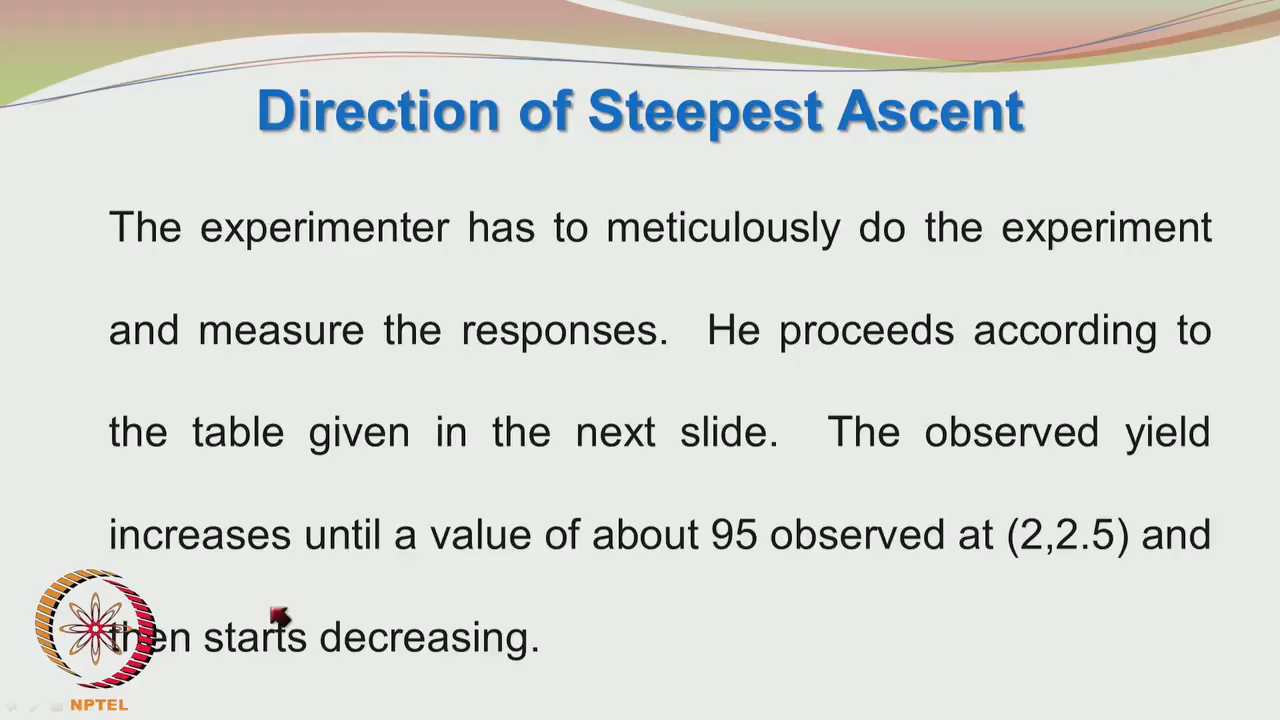 Direction of Steepest Ascent
The experimenter has to meticulously do the experiment
and measure the responses. He proceeds according to
the table given in the next slide. The observed yield
increases until a value of about 95 observed at (2,2.5) and
then starts decreasing.
NPTEL